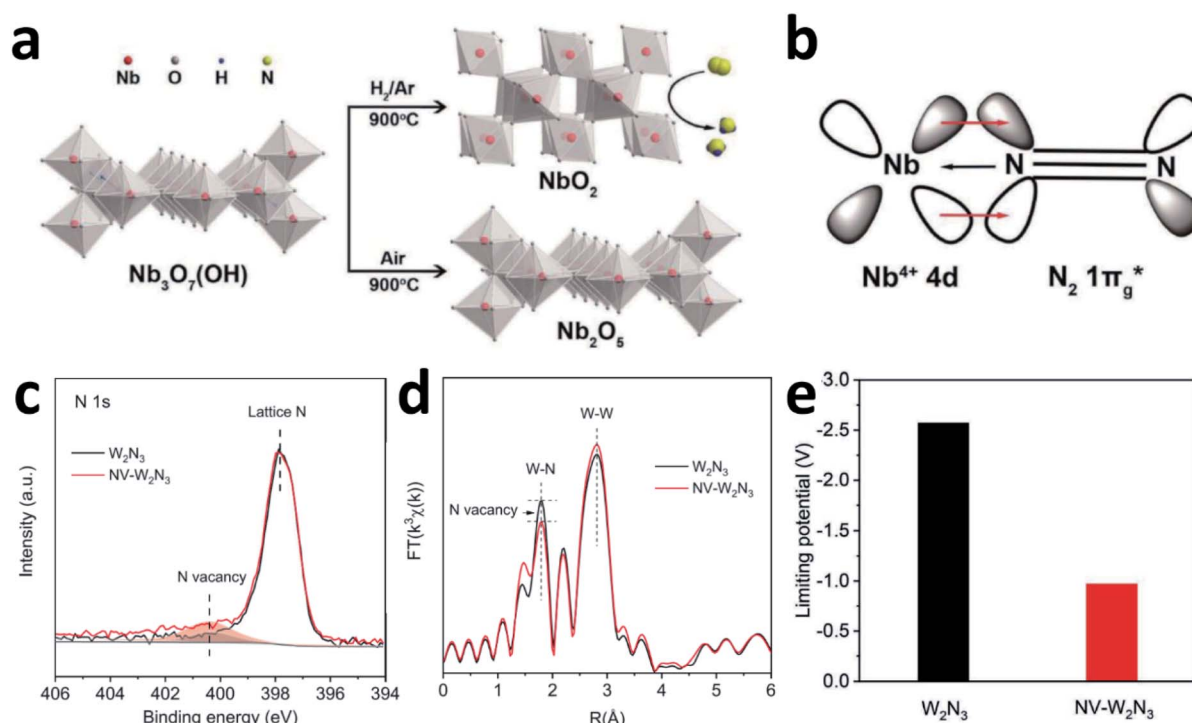 a
Nb O H N
Nb₃O₇(OH)
H₂/Ar
900°C
NbO₂
Air
900°C
Nb₂O₅
b
Nb N N
Nb⁴⁺ 4d N₂ 1πg*
c
N 1s
Lattice N
W₂N₃
NV-W₂N₃
N vacancy
Intensity (a.u.)
406 404 402 400 398 396 394
Binding energy (eV)
d
W-W
W-N
W₂N₃
NV-W₂N₃
N vacancy
FT(k³χ(k))
0 1 2 3 4 5 6
R(Å)
e
-3.0
-2.5
-2.0
-1.5
-1.0
-0.5
0.0
Limiting potential (V)
W₂N₃ NV-W₂N₃